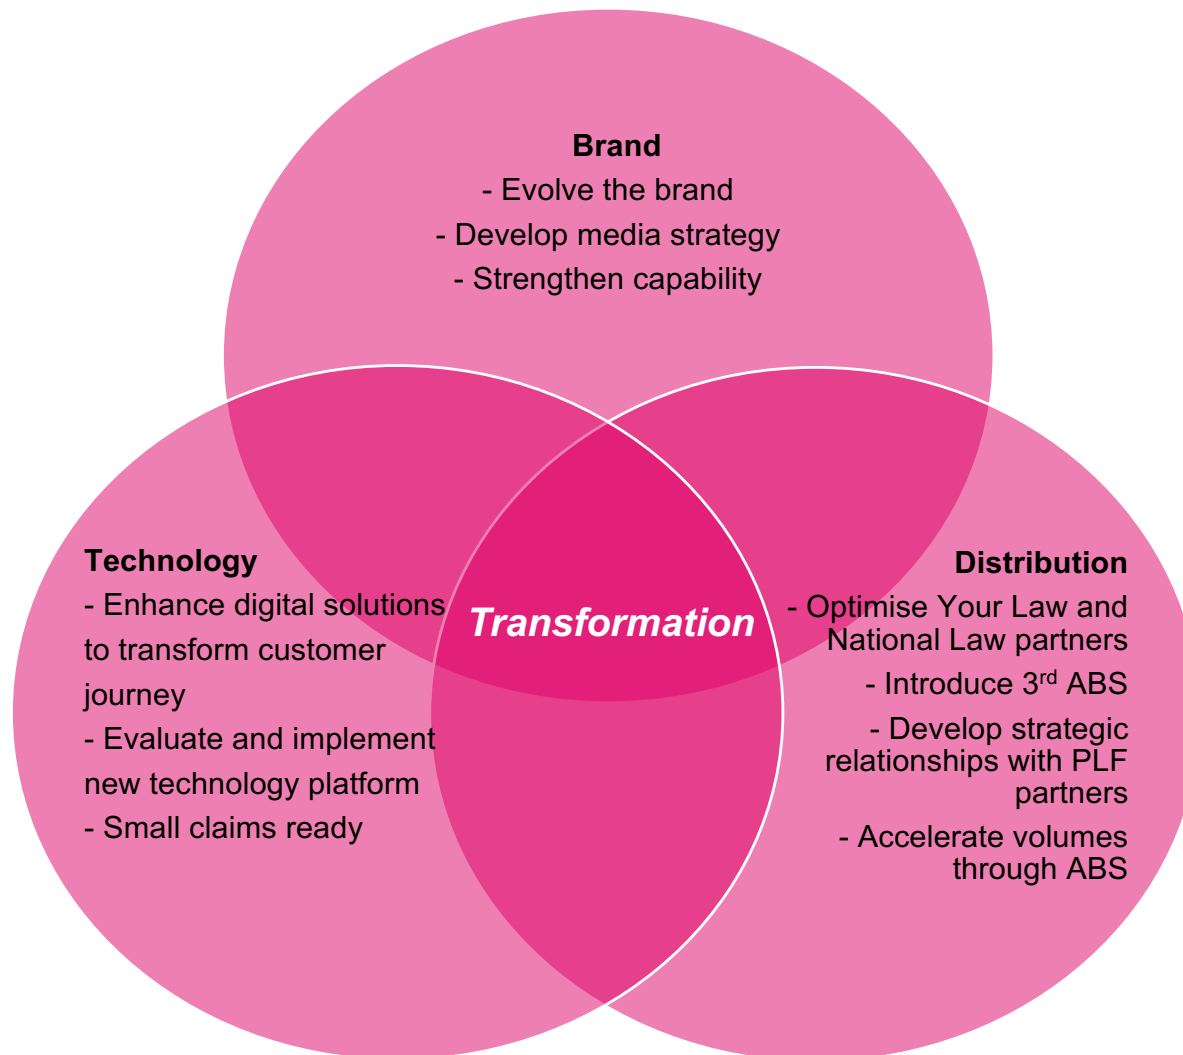 Brand
- Evolve the brand
- Develop media strategy
- Strengthen capability
Technology
- Enhance digital solutions
to transform customer
journey
- Evaluate and implement
new technology platform
- Small claims ready
Transformation
Distribution
- Optimise Your Law and
National Law partners
- Introduce 3rd ABS
- Develop strategic
relationships with PLF
partners
- Accelerate volumes
through ABS